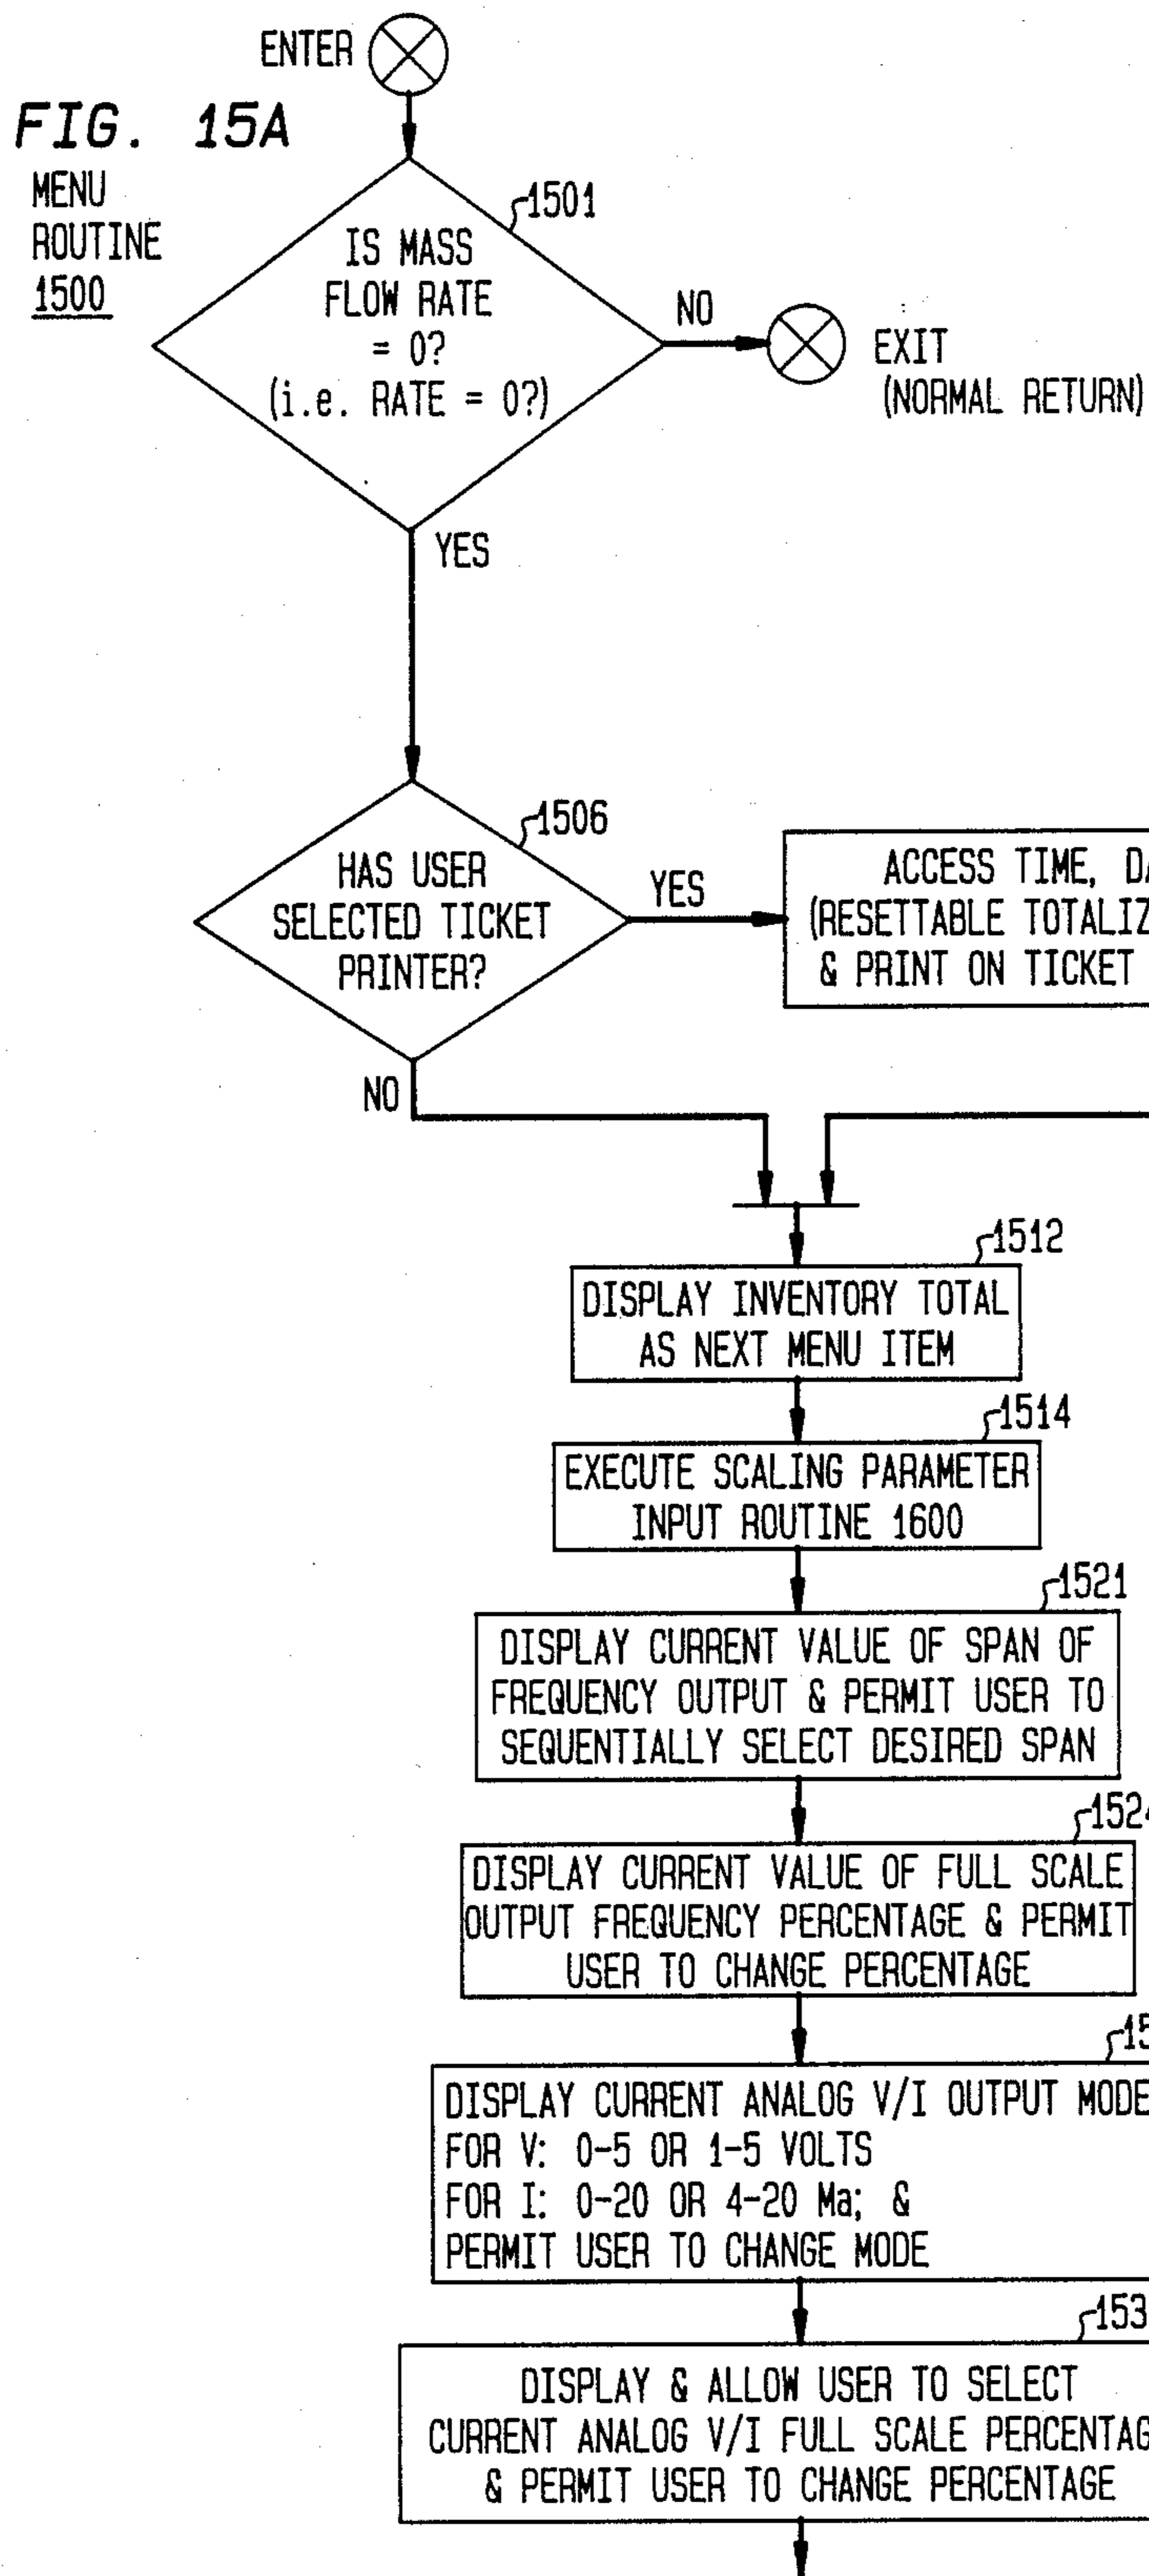 ENTER
FIG. 15A
MENU
ROUTINE
1500
1501
IS MASS
FLOW RATE
= 0?
(i.e. RATE = 0?)
NO
EXIT
(NORMAL RETURN)
YES
1506
HAS USER
SELECTED TICKET
PRINTER?
YES
ACCESS TIME,
(RESETTABLE
& PRINT ON TICKET
NO
1512
DISPLAY INVENTORY TOTAL
AS NEXT MENU ITEM
1514
EXECUTE SCALING PARAMETER
INPUT ROUTINE 1600
1521
DISPLAY CURRENT VALUE OF SPAN OF
FREQUENCY OUTPUT & PERMIT USER TO
SEQUENTIALLY SELECT DESIRED SPAN
1524
DISPLAY CURRENT VALUE OF FULL SCALE
OUTPUT FREQUENCY PERCENTAGE & PERMIT
USER TO CHANGE PERCENTAGE
DISPLAY CURRENT ANALOG V/I OUTPUT MODE
FOR V: 0-5 OR 1-5 VOLTS
FOR I: 0-20 OR 4-20 Ma; &
PERMIT USER TO CHANGE MODE
DISPLAY & ALLOW USER TO SELECT
CURRENT ANALOG V/I FULL SCALE
& PERMIT USER TO CHANGE PERCENTAGE